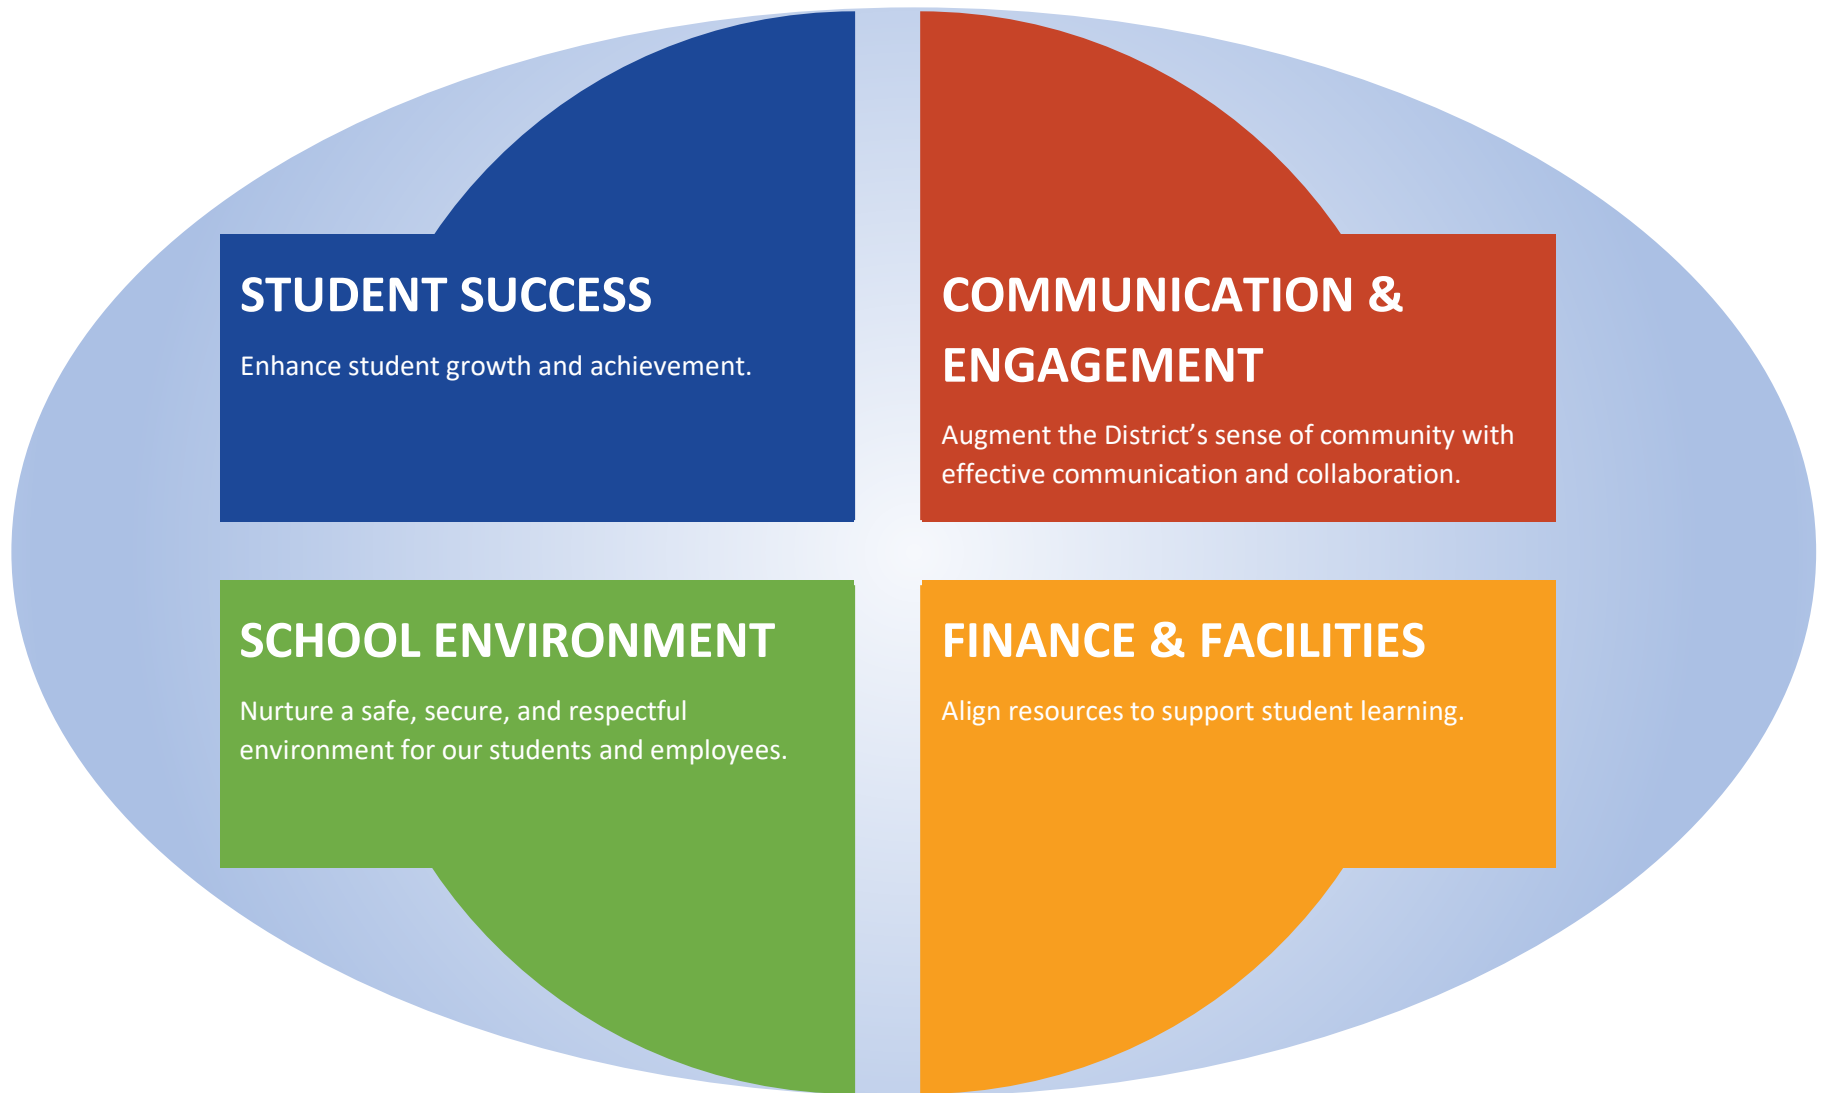 STUDENT SUCCESS
Enhance student growth and achievement.
COMMUNICATION &
ENGAGEMENT
Augment the District’s sense of community with
effective communication and collaboration.
SCHOOL ENVIRONMENT
Nurture a safe, secure, and respectful
environment for our students and employees.
FINANCE & FACILITIES
Align resources to support student learning.